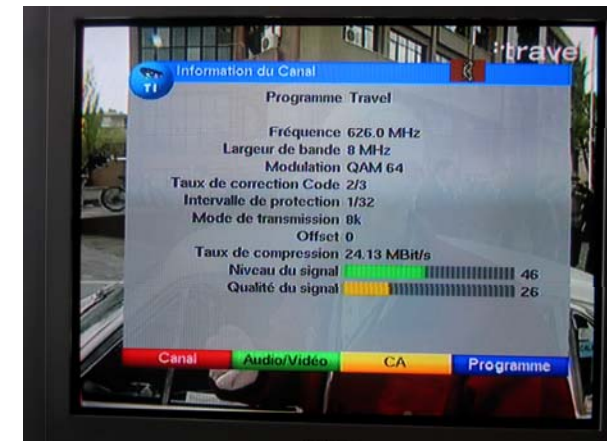 travel
Information du Canal
TI
Programme Travel
Fréquence 626.0 MHz
Largeur de bande 8 MHz
Modulation QAM 64
Taux de correction Code 2/3
Intervalle de protection 1/32
Mode de transmission 8k
Offset 0
Taux de compression 24.13 MBit/s
Niveau du signal 46
Qualité du signal 26
Canal Audio/Vidéo CA Programme